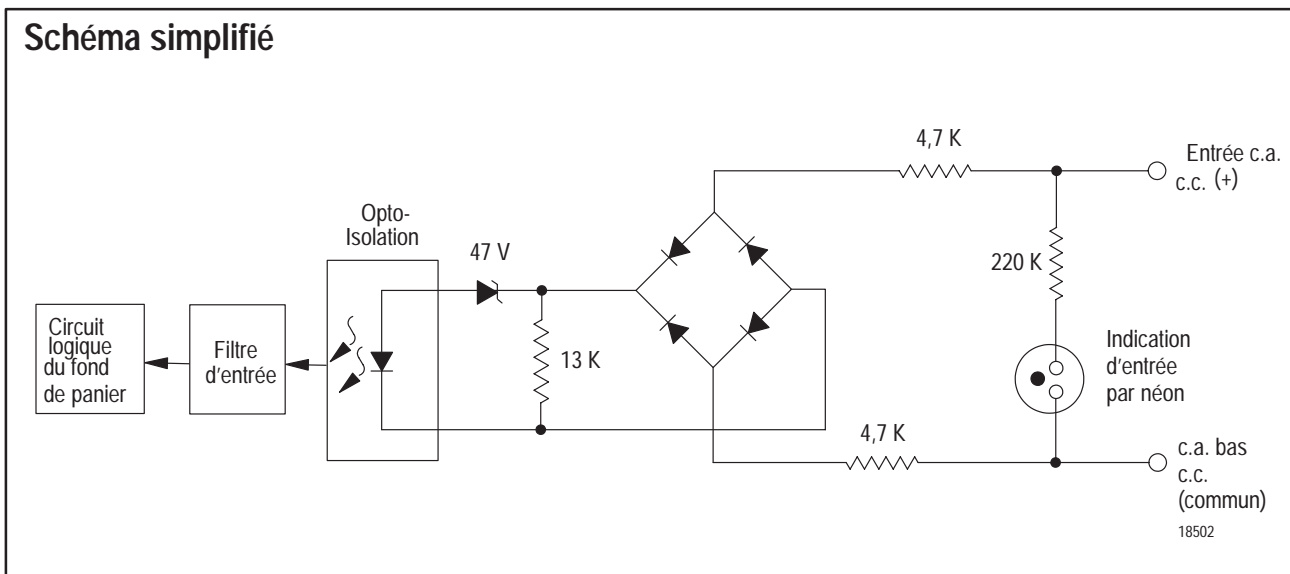 Schéma simplifié
4,7 K
Entrée c.a.
c.c. (+)
Opto-
Isolation
47 V
220 K
Circuit
logique
du fond
de panier
Filtre
d'entrée
13 K
Indication
d'entrée
par néon
4,7 K
c.a. bas
c.c.
(commun)
18502